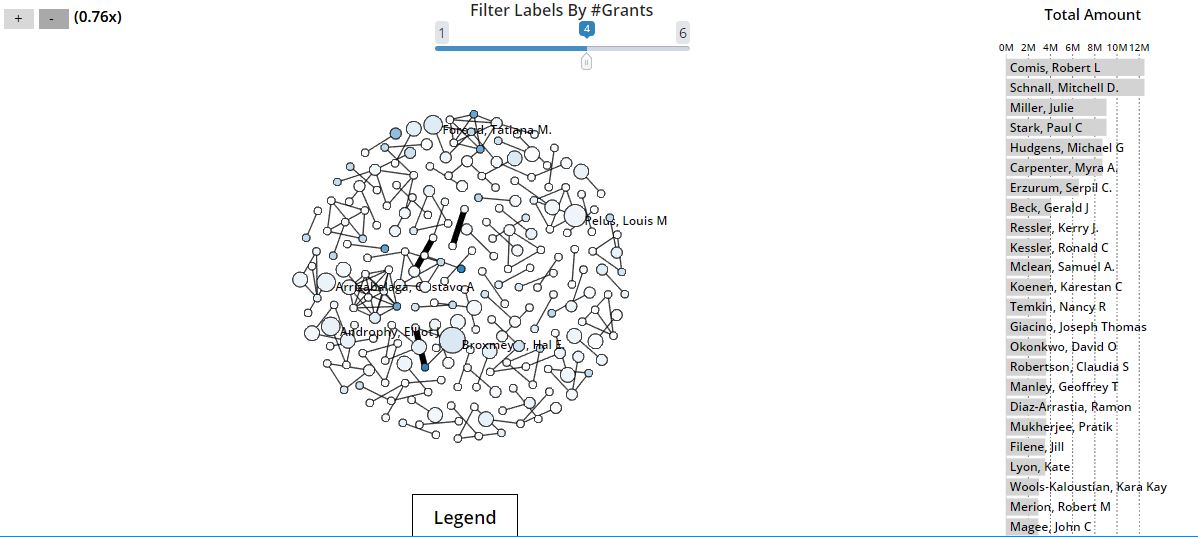 + - (0.76x)
Filter Labels By #Grants
1 4 6
Total Amount
0M 2M 4M 6M 8M 10M 12M
Comis, Robert L
Schnall, Mitchell D.
Miller, Julie
Stark, Paul C
Hudgens, Michael G
Carpenter, Myra A.
Erzurum, Serpil C.
Beck, Gerald J
Ressler, Kerry J.
Kessler, Ronald C
Mclean, Samuel A.
Koenen, Karestan C
Temkin, Nancy R
Giacino, Joseph Thomas
Okonkwo, David O
Robertson, Claudia S
Manley, Geoffrey T
Diaz-Arrastia, Ramon
Mukherjee, Pratik
Filene, Jill
Lyon, Kate
Wools-Kaloustian, Kara Kay
Merion, Robert M
Magee, John C
Tatiana M.
Pelus, Louis M
Arrizabalaga, Gustavo A
Androphy, Elliot J
Broxmeyer, Hal E.
Legend